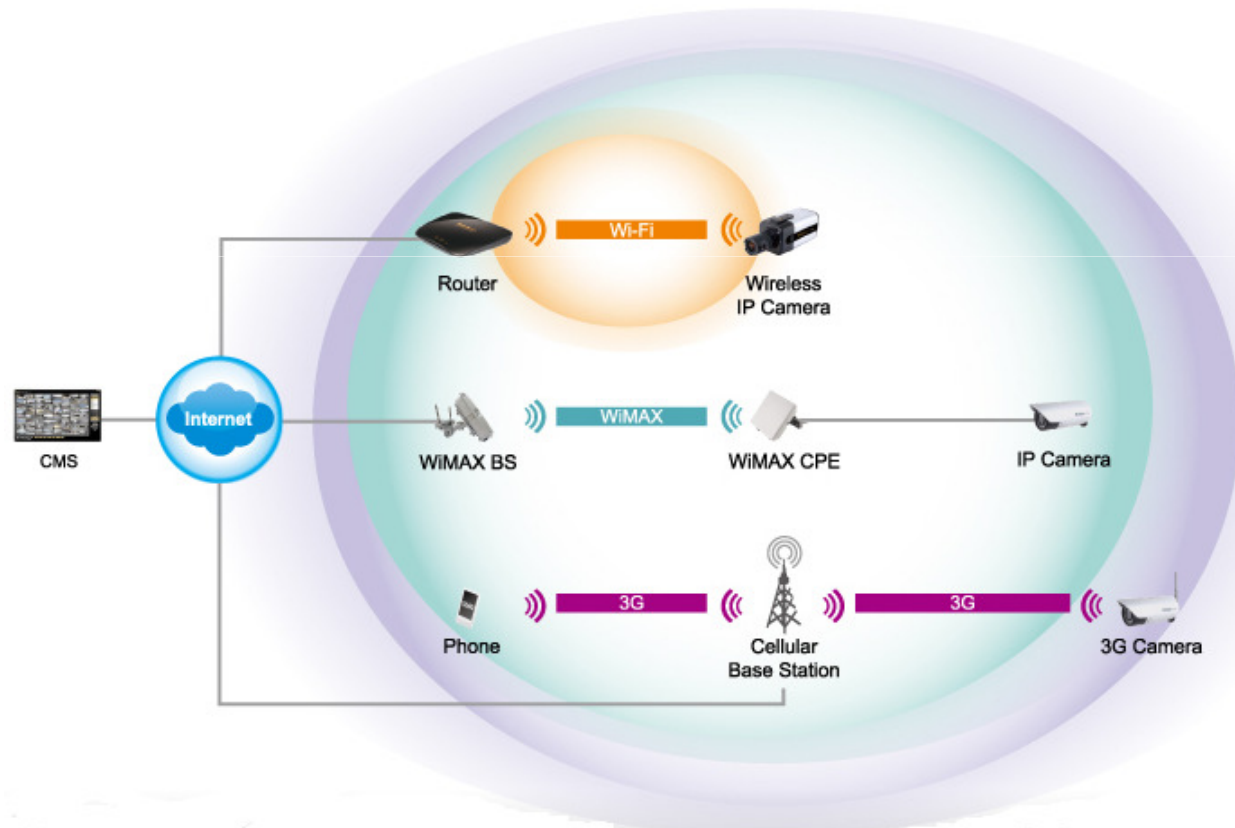 Wi-Fi
Router
Wireless
IP Camera
Internet
WiMAX
CMS
WiMAX BS
WiMAX CPE
IP Camera
3G
3G
Phone
Cellular
Base Station
3G Camera